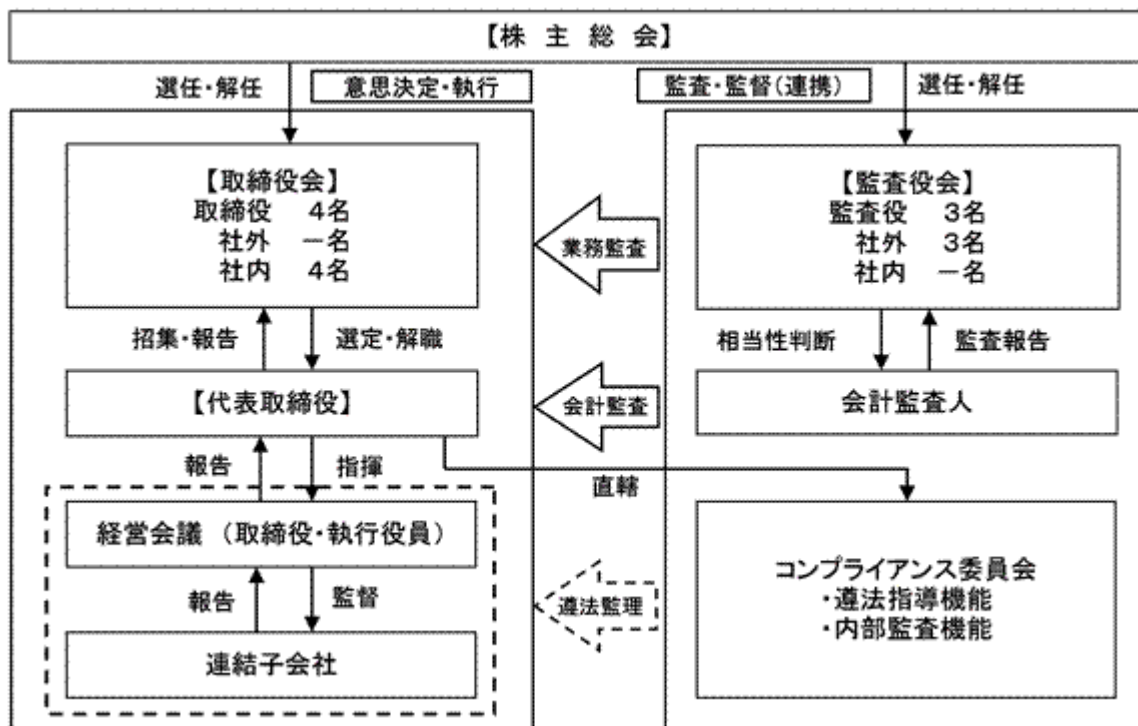 【株 主 総 会】
選任・解任
意思決定・執行
監査・監督(連携)
選任・解任
【取締役会】
取締役 4名
社外 ー名
社内 4名
業務監査
【監査役会】
監査役 3名
社外 3名
社内 ー名
招集・報告
選定・解職
相当性判断
監査報告
【代表取締役】
会計監査
会計監査人
報告
指揮
直轄
経営会議 (取締役・執行役員)
報告
監督
遵法監理
コンプライアンス委員会
・遵法指導機能
・内部監査機能
連結子会社